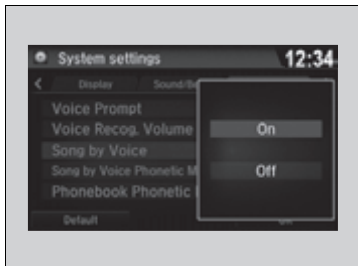 System settings 12:34
Display Sound/Be
Voice Prompt
Voice Recog. Volume
On
Song by Voice
Song by Voice Phonetic M
Off
Phonebook Phonetic
Default